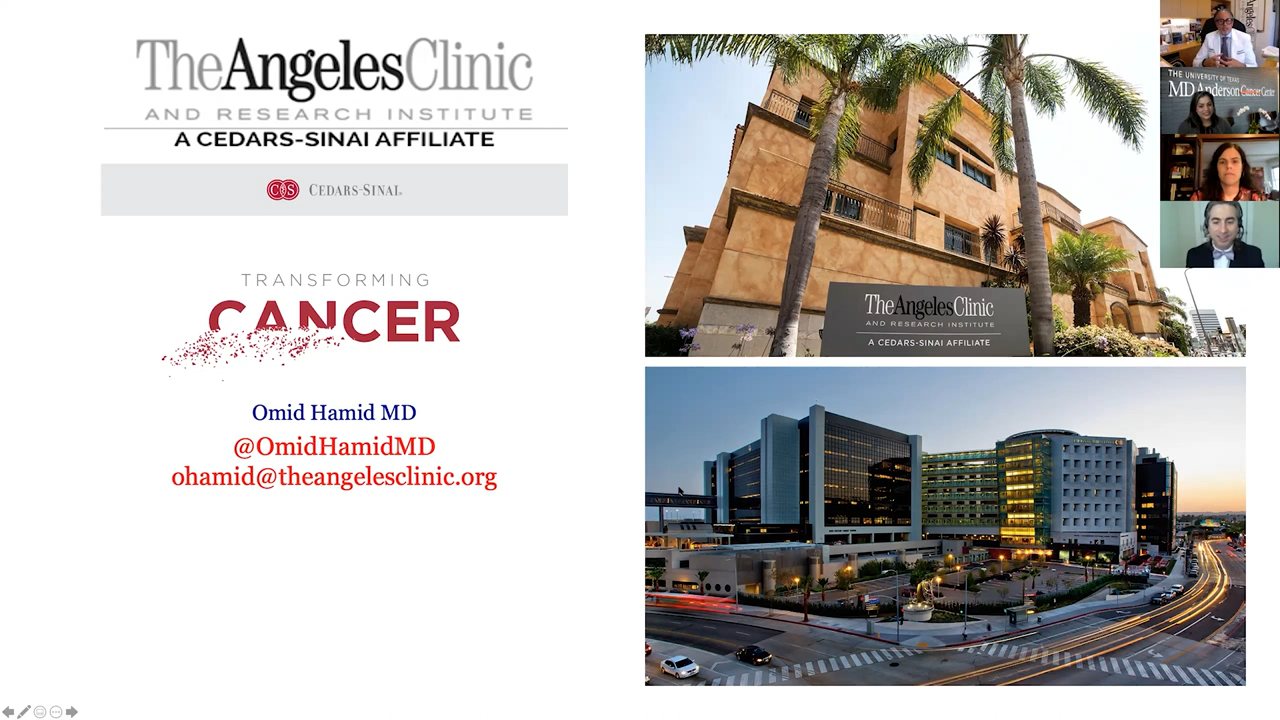 TheAngelesClinic
AND RESEARCH INSTITUTE
A CEDARS-SINAI AFFILIATE
CS CEDARS-SINAI
TRANSFORMING
CANCER
Omid Hamid MD
@OmidHamidMD
ohamid@theangelesclinic.org
TheAngelesClinic
AND RESEARCH INSTITUTE
A CEDARS-SINAI AFFILIATE
THE UNIVERSITY OF TEXAS
MD Anderson Cancer Center